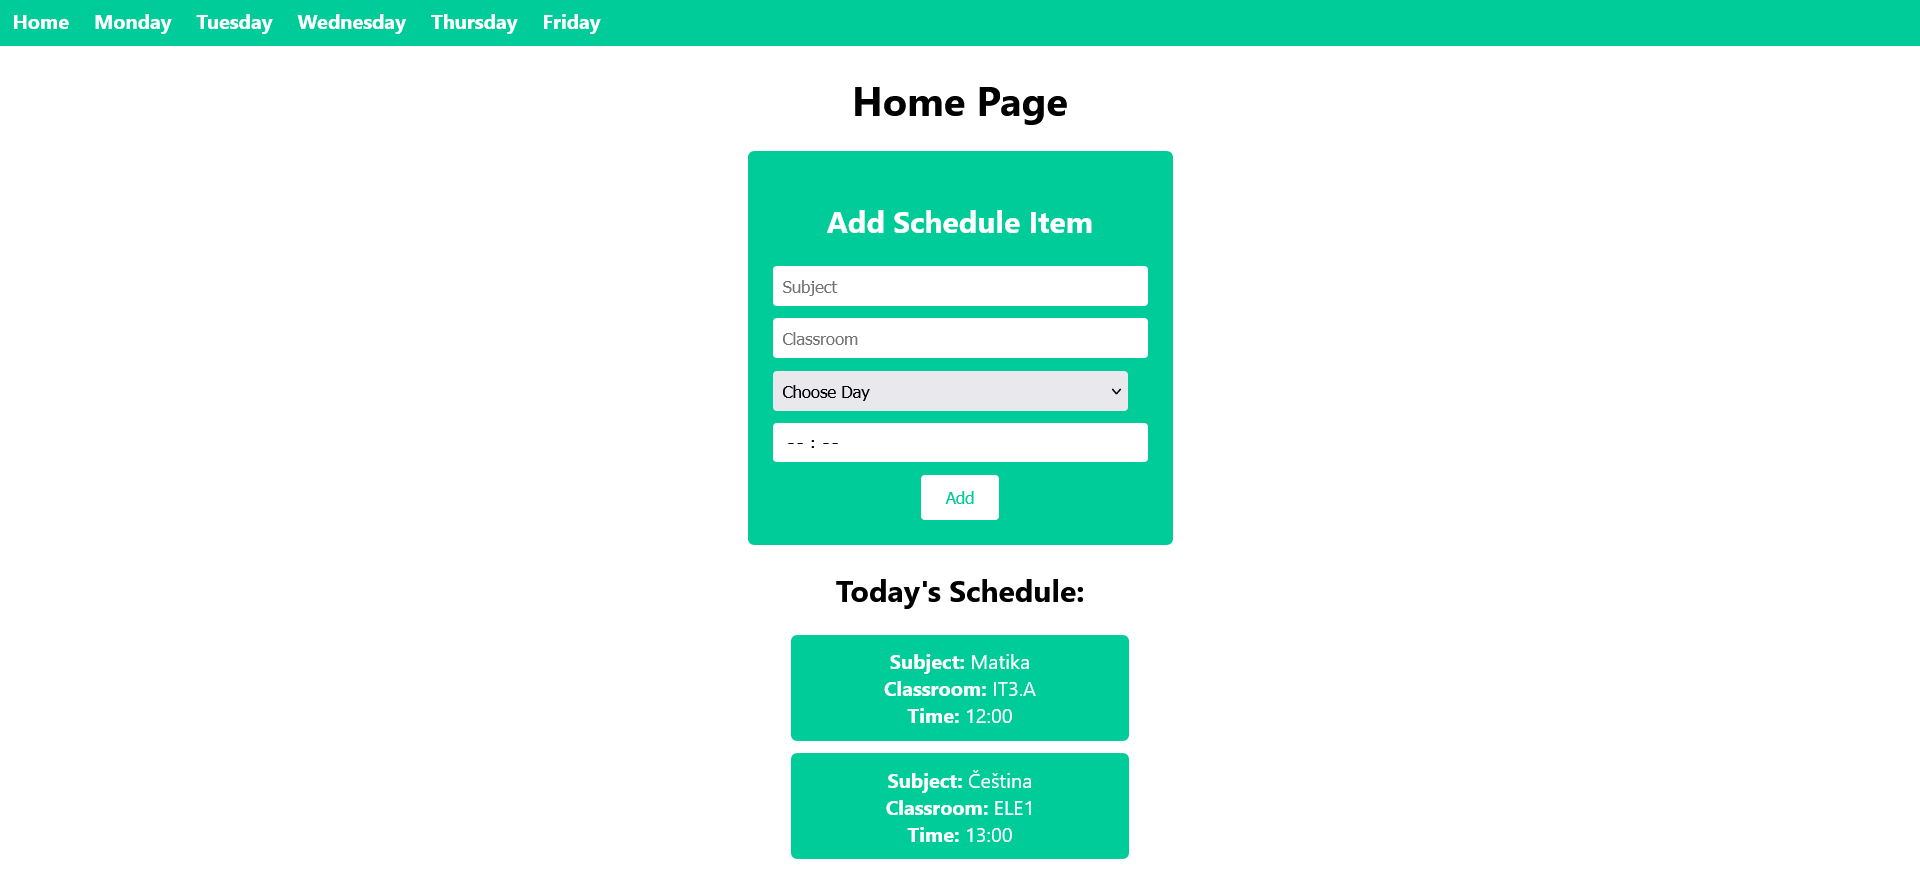 Home Monday Tuesday Wednesday Thursday Friday
Home Page
Add Schedule Item
Subject
Classroom
Choose Day
-- : --
Add
Today's Schedule:
Subject: Matika
Classroom: IT3.A
Time: 12:00
Subject: Čeština
Classroom: ELE1
Time: 13:00